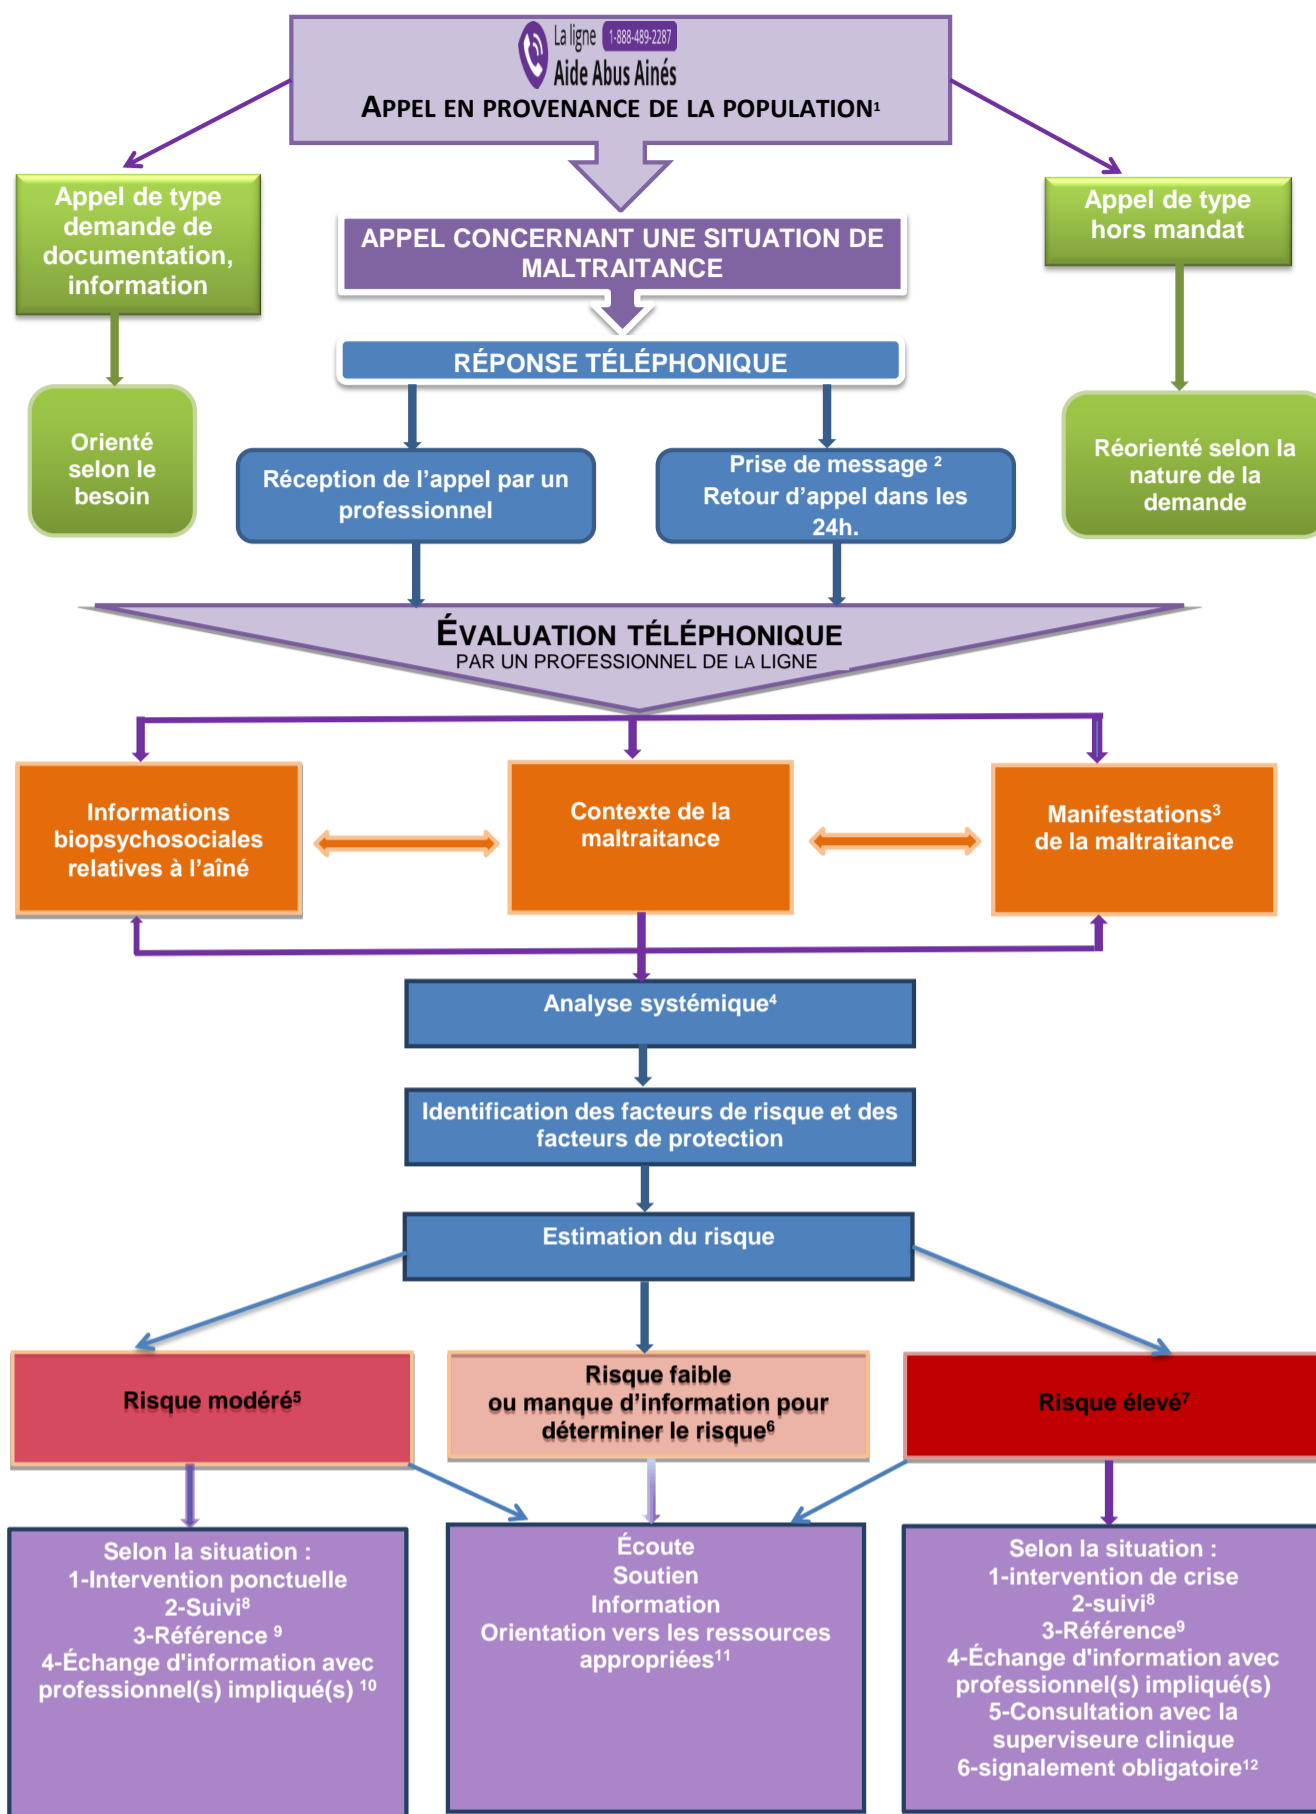 La ligne 1-888-489-2287
Aide Abus Ainés
APPEL EN PROVENANCE DE LA POPULATION¹
Appel de type
demande de
documentation,
information
APPEL CONCERNANT UNE SITUATION DE
MALTRAITANCE
Appel de type
hors mandat
RÉPONSE TÉLÉPHONIQUE
Orienté
selon le
besoin
Réception de l’appel par un
professionnel
Prise de message ²
Retour d’appel dans les
24h.
Réorienté selon la
nature de la
demande
ÉVALUATION TÉLÉPHONIQUE
PAR UN PROFESSIONNEL DE LA LIGNE
Informations
biopsychosociales
relatives à l’aîné
Contexte de la
maltraitance
Manifestations³
de la maltraitance
Analyse systémique⁴
Identification des facteurs de risque et des
facteurs de protection
Estimation du risque
Risque modéré⁵
Risque faible
ou manque d’information pour
déterminer le risque⁶
Risque élevé⁷
Selon la situation :
1-Intervention ponctuelle
2-Suivi⁸
3-Référence ⁹
4-Échange d'information avec
professionnel(s) impliqué(s) ¹⁰
Écoute
Soutien
Information
Orientation vers les ressources
appropriées¹¹
Selon la situation :
1-intervention de crise
2-suivi⁸
3-Référence⁹
4-Échange d'information avec
professionnel(s) impliqué(s)
5-Consultation avec la
superviseure clinique
6-signalement obligatoire¹²